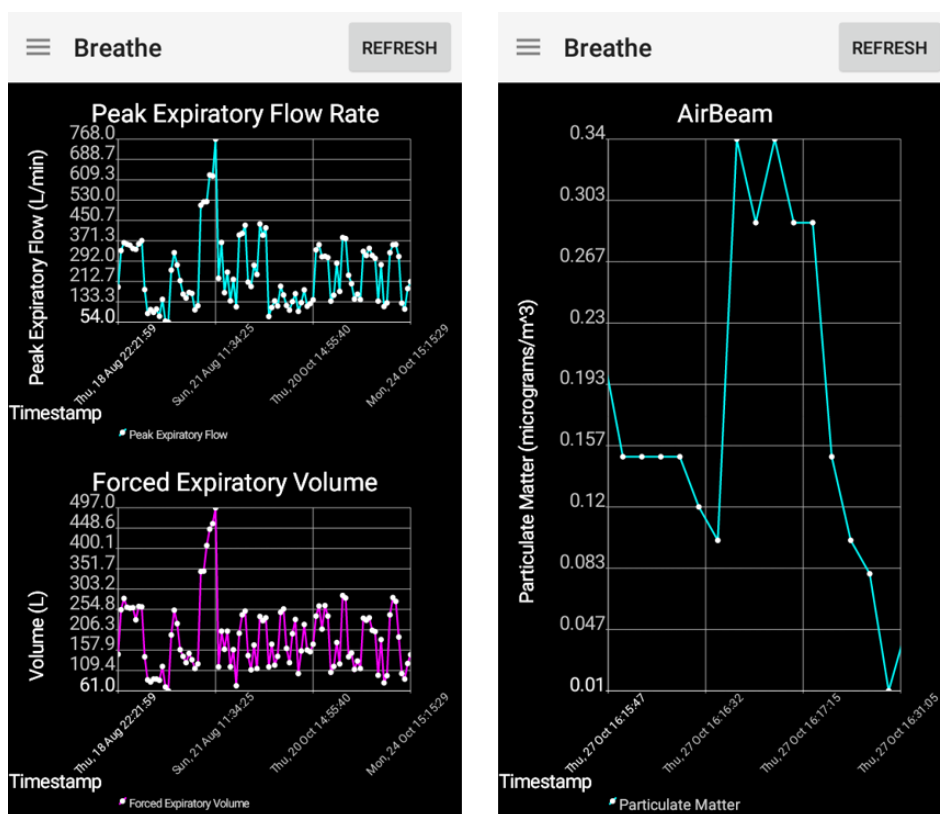 Breathe
REFRESH
Peak Expiratory Flow Rate
Peak Expiratory Flow (L/min)
768.0
688.7
609.3
530.0
450.7
371.3
292.0
212.7
133.3
54.0
Thu, 18 Aug 22:21:59
Sun, 21 Aug 11:34:25
Thu, 20 Oct 14:55:40
Mon, 24 Oct 15:15:29
Timestamp
Peak Expiratory Flow
Forced Expiratory Volume
Volume (L)
497.0
448.6
400.1
351.7
303.2
254.8
206.3
157.9
109.4
61.0
Thu, 18 Aug 22:21:59
Sun, 21 Aug 11:34:25
Thu, 20 Oct 14:55:40
Mon, 24 Oct 15:15:29
Timestamp
Forced Expiratory Volume
Breathe
REFRESH
AirBeam
Particulate Matter (micrograms/m^3)
0.34
0.303
0.267
0.23
0.193
0.157
0.12
0.083
0.047
0.01
Thu, 27 Oct 16:15:47
Thu, 27 Oct 16:16:32
Thu, 27 Oct 16:17:15
Thu, 27 Oct 16:31:05
Timestamp
Particulate Matter